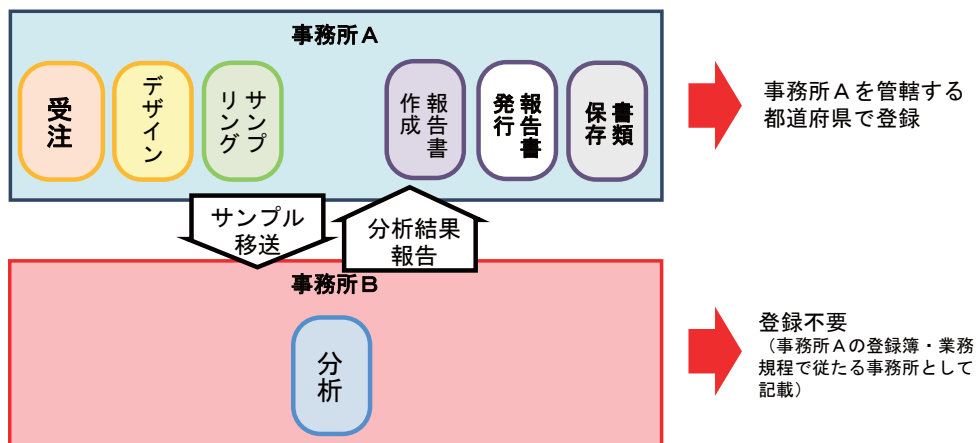 事務所A
受注
デザイン
サンプ
リング
報告書
作成
報告書
発行
書類
保存
事務所Aを管轄する
都道府県で登録
サンプル
移送
分析結果
報告
事務所B
分析
登録不要
（事務所Aの登録簿・業務
規程で従たる事務所として
記載）